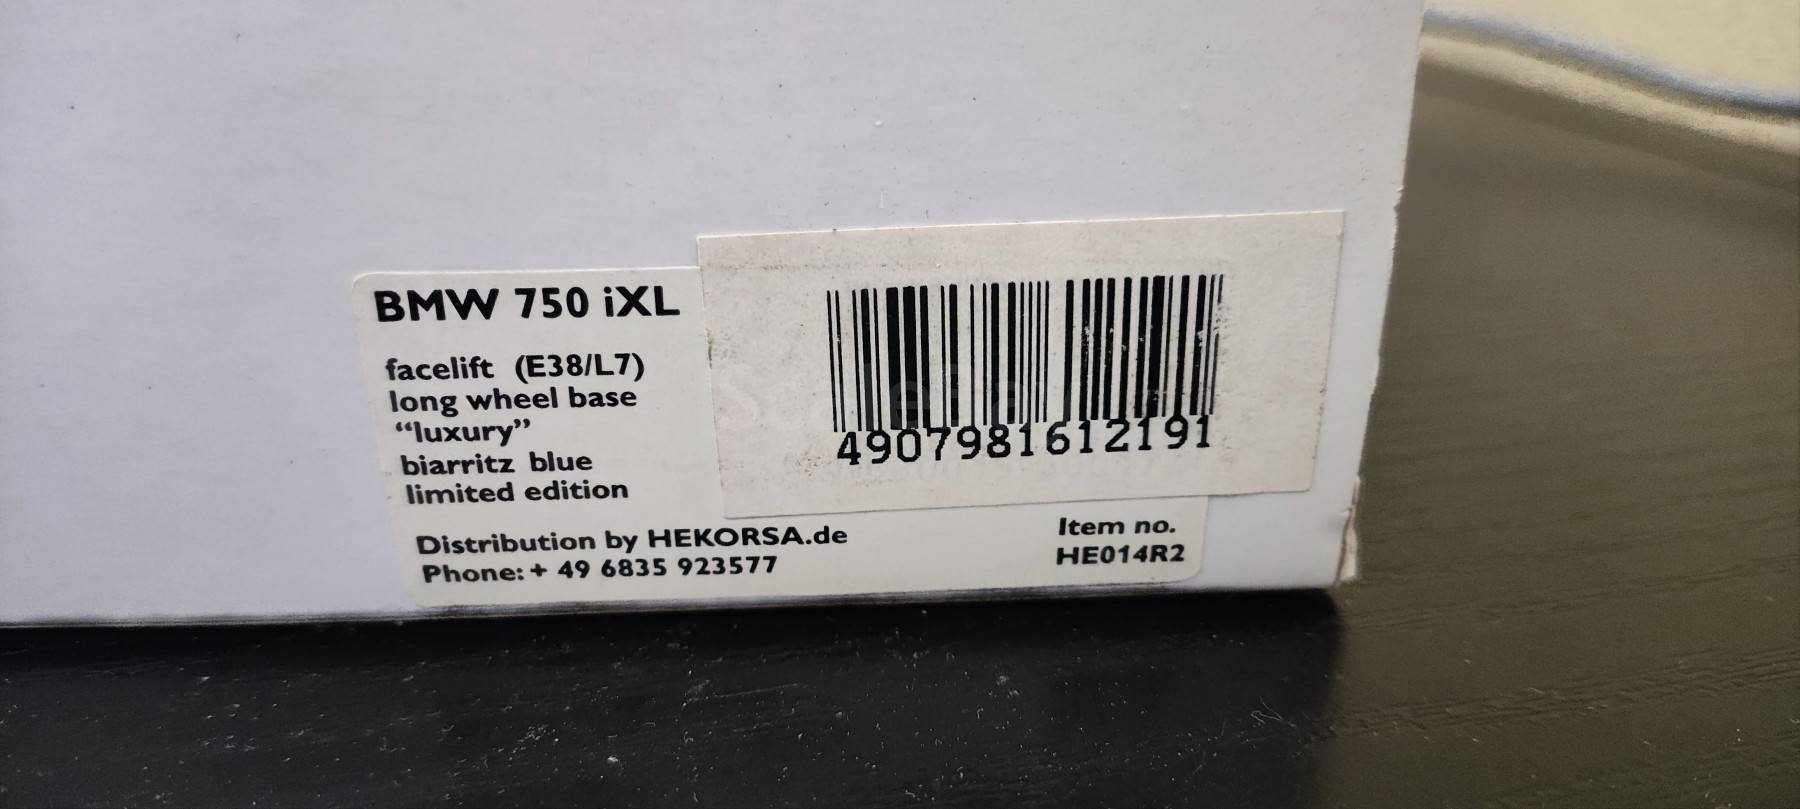 BMW 750 iXL
facelift (E38/L7)
long wheel base
“luxury”
biarritz blue
limited edition
4907981612191
Distribution by HEKORSA.de
Phone: + 49 6835 923577
Item no.
HE014R2